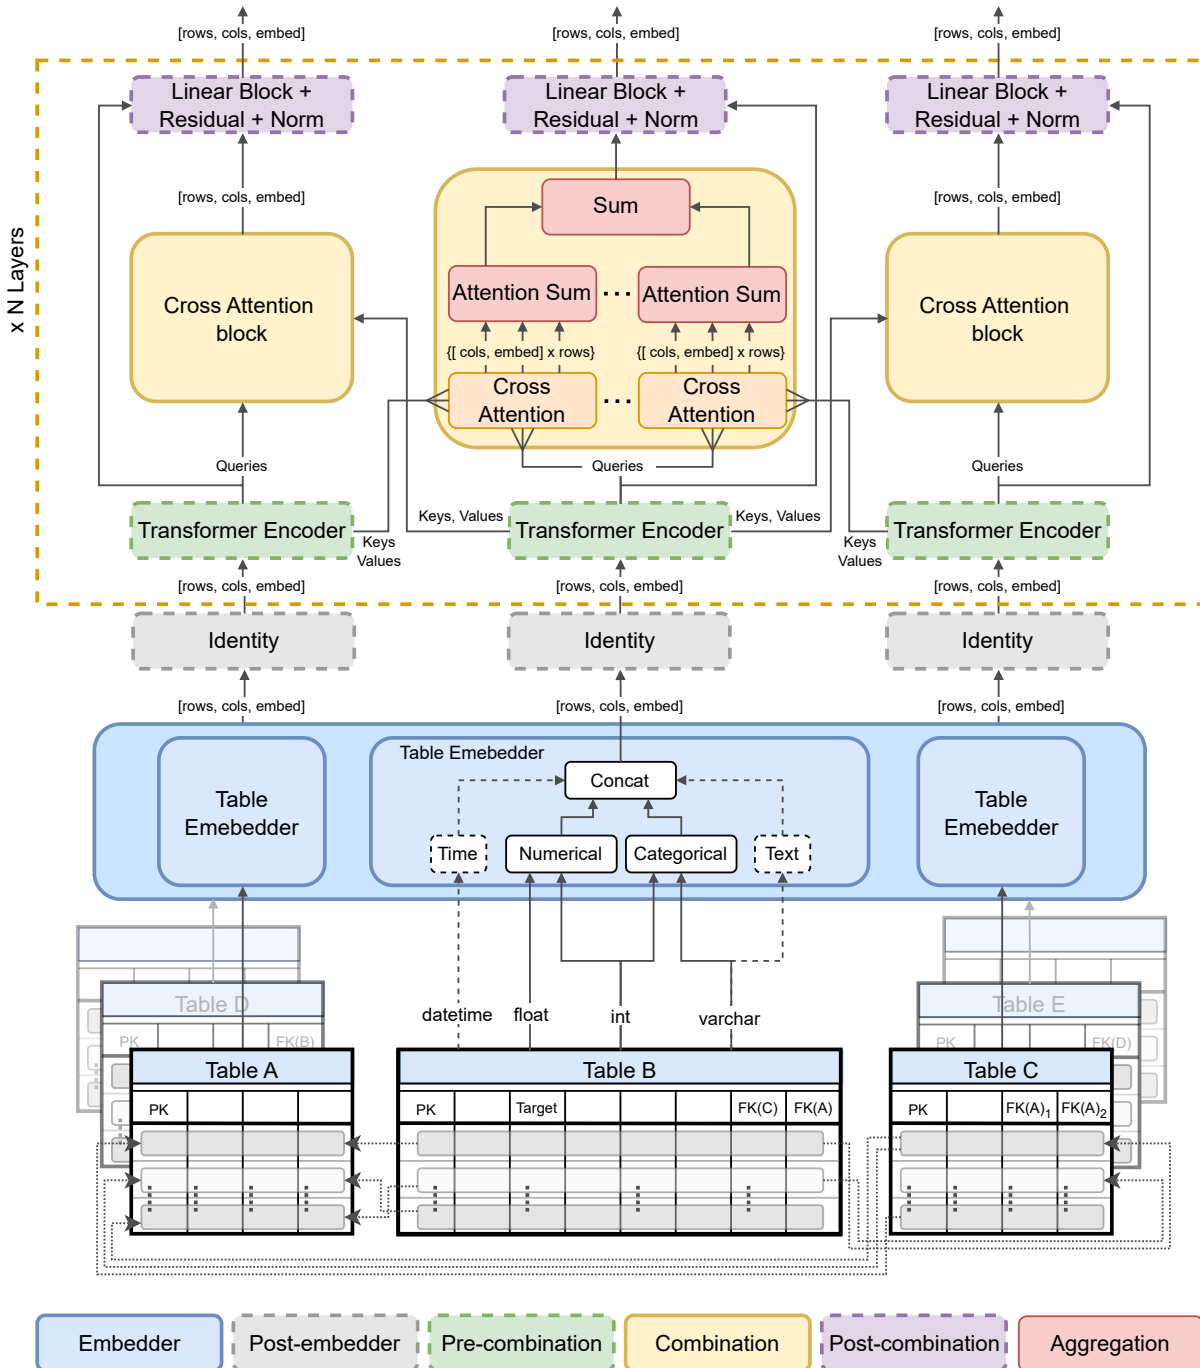 [rows, cols, embed] [rows, cols, embed] [rows, cols, embed]
Linear Block + Linear Block + Linear Block +
Residual + Norm Residual + Norm Residual + Norm
[rows, cols, embed] [rows, cols, embed]
Sum
x N Layers
Cross Attention
block
Attention Sum ... Attention Sum
Cross Attention
block
{[ cols, embed] x rows} {[ cols, embed] x rows}
Cross
Attention
...
Cross
Attention
Queries Queries Queries
Transformer Encoder
Keys
Values
Keys, Values
Transformer Encoder
Keys, Values
Keys
Values
Transformer Encoder
[rows, cols, embed] [rows, cols, embed] [rows, cols, embed]
Identity Identity Identity
[rows, cols, embed] [rows, cols, embed] [rows, cols, embed]
Table
Emebedder
Table Emebedder
Concat
Time Numerical Categorical Text
Table
Emebedder
datetime float int varchar
Table D
PK FK(B)
Table E
PK FK(D)
Table A Table B Table C
PK PK Target FK(C) FK(A) PK FK(A)1 FK(A)2
Embedder Post-embedder Pre-combination Combination Post-combination Aggregation